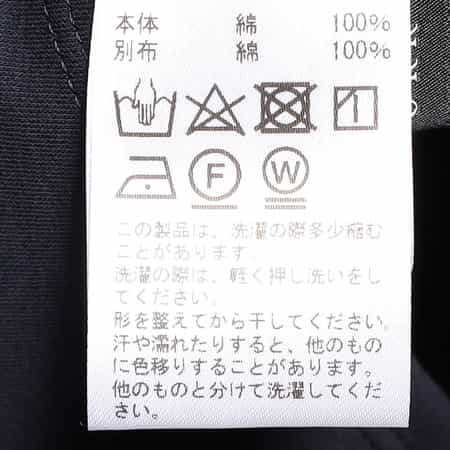 本体 綿 100%
別布 綿 100%
F W
この製品は、洗濯の際多少縮む
ことがあります。
洗濯の際は、軽く押し洗いをし
てください。
形を整えてから干してください。
汗や濡れたりすると、他のもの
に色移りすることがあります。
他のものと分けて洗濯してくだ
さい。